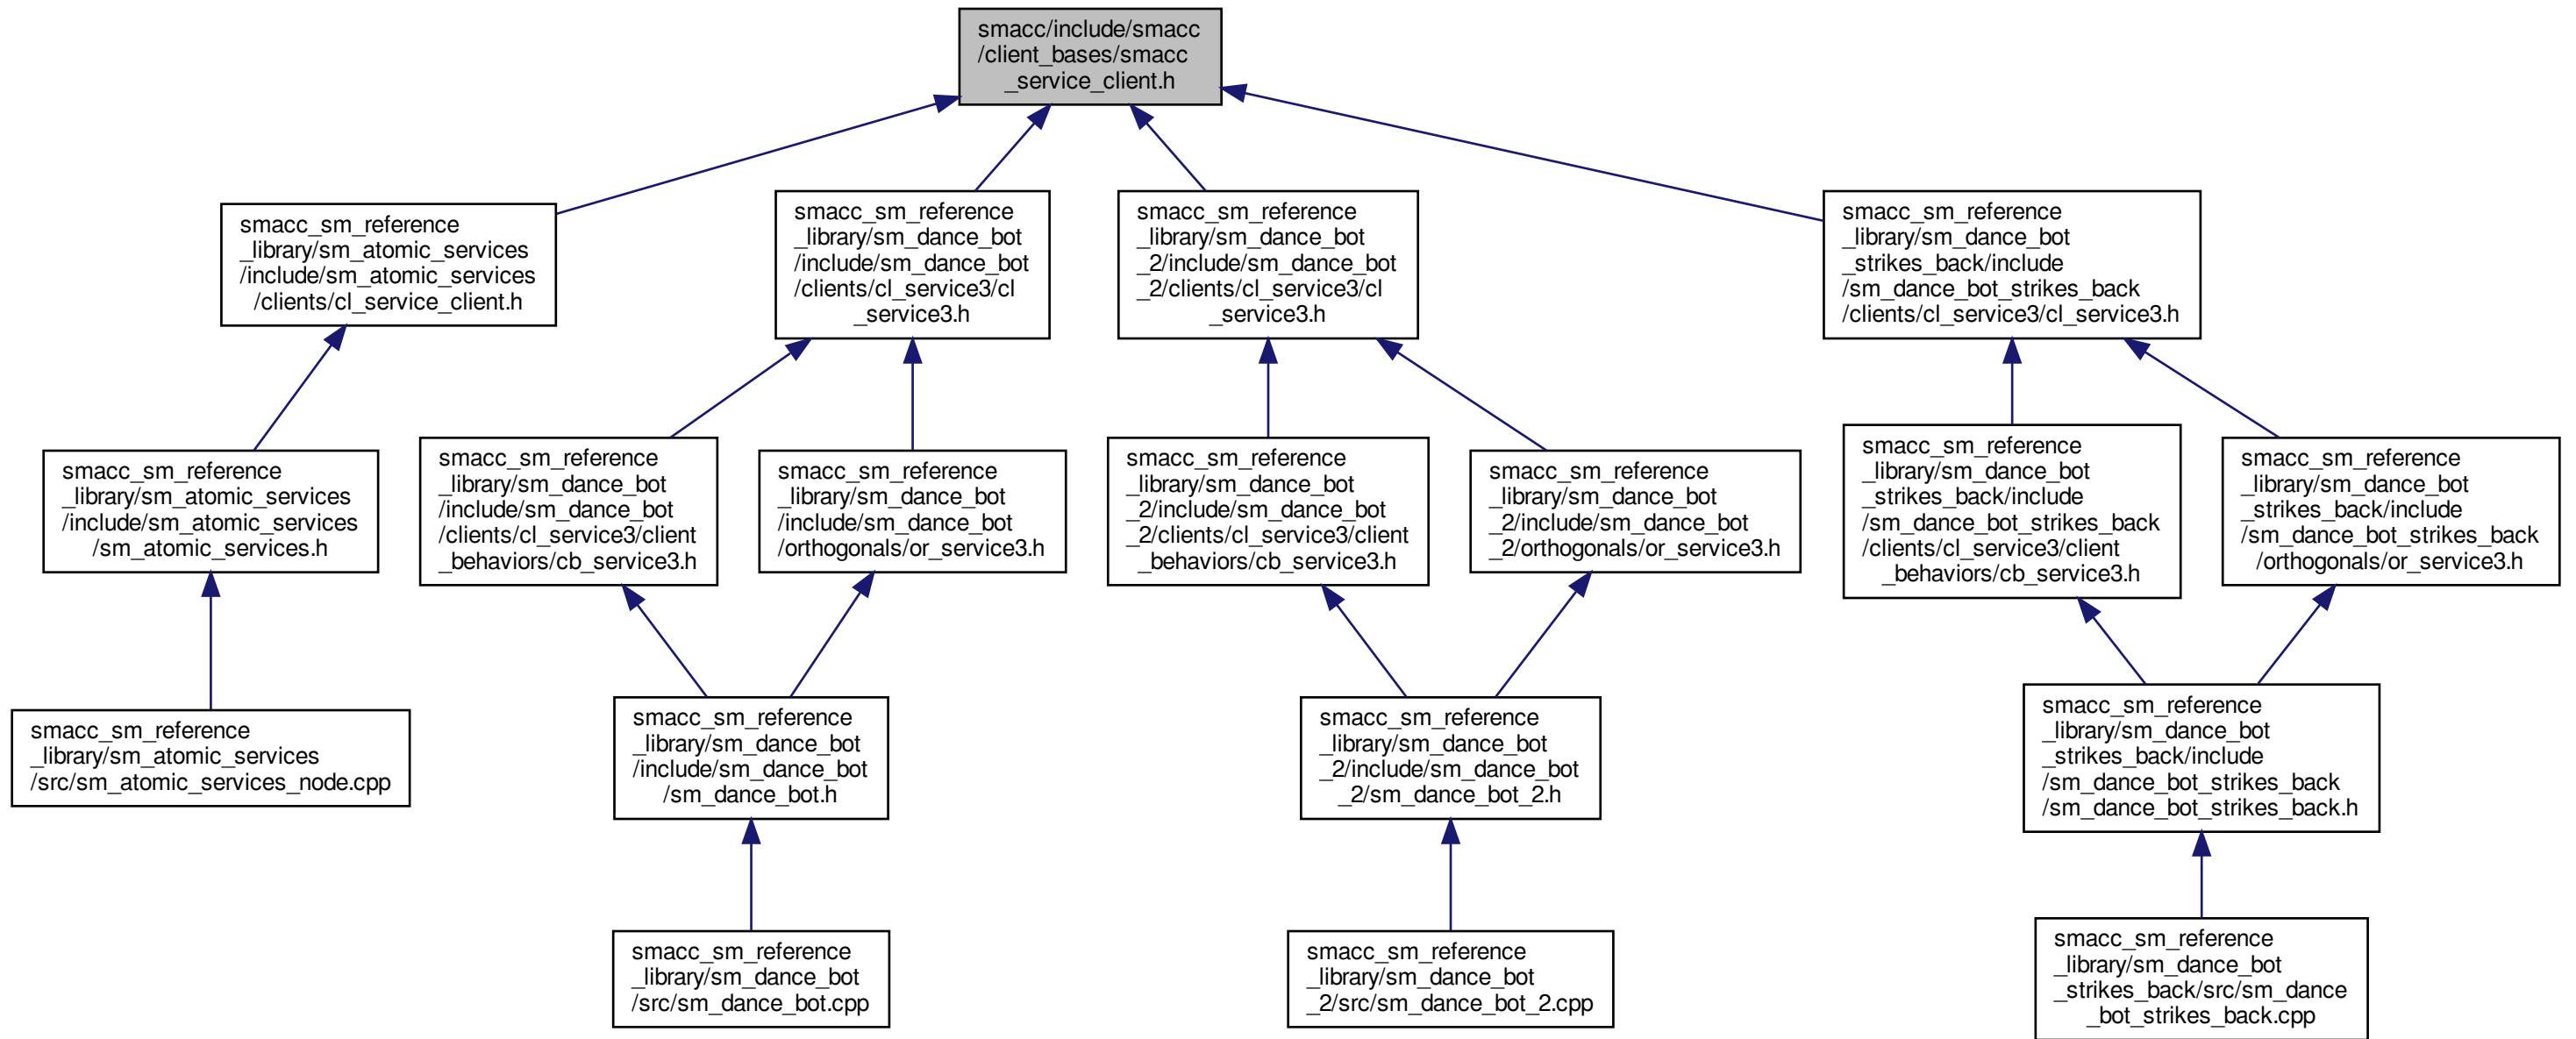 smacc/include/smacc
/client_bases/smacc
_service_client.h
smacc_sm_reference
_library/sm_atomic_services
/include/sm_atomic_services
/clients/cl_service_client.h
smacc_sm_reference
_library/sm_dance_bot
/include/sm_dance_bot
/clients/cl_service3/cl
_service3.h
smacc_sm_reference
_library/sm_dance_bot
_2/include/sm_dance_bot
_2/clients/cl_service3/cl
_service3.h
smacc_sm_reference
_library/sm_dance_bot
_strikes_back/include
/sm_dance_bot_strikes_back
/clients/cl_service3/cl_service3.h
smacc_sm_reference
_library/sm_atomic_services
/include/sm_atomic_services
/sm_atomic_services.h
smacc_sm_reference
_library/sm_dance_bot
/include/sm_dance_bot
/clients/cl_service3/client
_behaviors/cb_service3.h
smacc_sm_reference
_library/sm_dance_bot
/include/sm_dance_bot
/orthogonals/or_service3.h
smacc_sm_reference
_library/sm_dance_bot
_2/include/sm_dance_bot
_2/clients/cl_service3/client
_behaviors/cb_service3.h
smacc_sm_reference
_library/sm_dance_bot
_2/include/sm_dance_bot
_2/orthogonals/or_service3.h
smacc_sm_reference
_library/sm_dance_bot
_strikes_back/include
/sm_dance_bot_strikes_back
/clients/cl_service3/client
_behaviors/cb_service3.h
smacc_sm_reference
_library/sm_dance_bot
_strikes_back/include
/sm_dance_bot_strikes_back
/orthogonals/or_service3.h
smacc_sm_reference
_library/sm_atomic_services
/src/sm_atomic_services_node.cpp
smacc_sm_reference
_library/sm_dance_bot
/include/sm_dance_bot
/sm_dance_bot.h
smacc_sm_reference
_library/sm_dance_bot
_2/include/sm_dance_bot
_2/sm_dance_bot_2.h
smacc_sm_reference
_library/sm_dance_bot
_strikes_back/include
/sm_dance_bot_strikes_back
/sm_dance_bot_strikes_back.h
smacc_sm_reference
_library/sm_dance_bot
/src/sm_dance_bot.cpp
smacc_sm_reference
_library/sm_dance_bot
_2/src/sm_dance_bot_2.cpp
smacc_sm_reference
_library/sm_dance_bot
_strikes_back/src/sm_dance
_bot_strikes_back.cpp